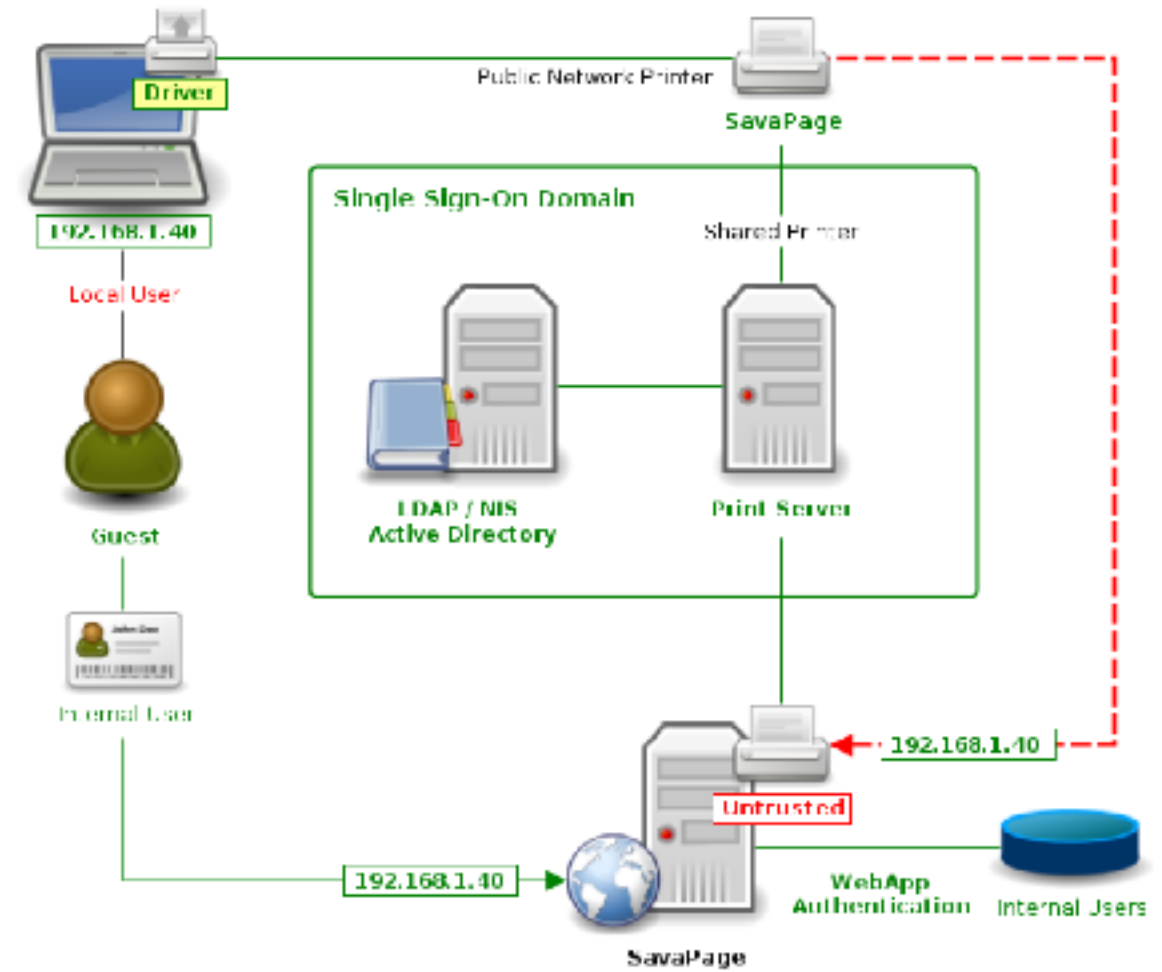 Driver
Public Network Printer
SavaPage
192.168.1.40
Single Sign-On Domain
Shared Printer
Local User
LDAP / NIS
Active Directory
Print Server
Guest
John Doe
Internal User
192.168.1.40
Untrusted
192.168.1.40
WebApp
Authentication
Internal Users
SavaPage